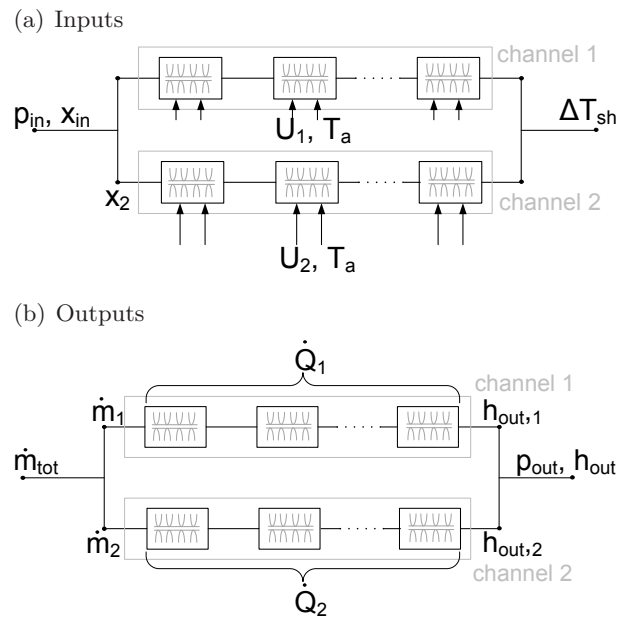 (a) Inputs
channel 1
p_in, x_in
U_1, T_a
ΔT_sh
x_2
channel 2
U_2, T_a
(b) Outputs
Q̇_1
channel 1
ṁ_1
h_out,1
ṁ_tot
p_out, h_out
ṁ_2
h_out,2
channel 2
Q̇_2